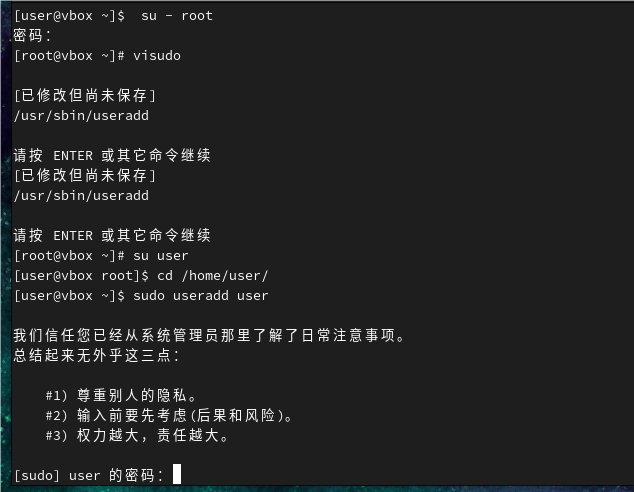 [user@vbox ~]$  su - root
密码：
[root@vbox ~]# visudo
[已修改但尚未保存]
/usr/sbin/useradd
请按 ENTER 或其它命令继续
[已修改但尚未保存]
/usr/sbin/useradd
请按 ENTER 或其它命令继续
[root@vbox ~]# su user
[user@vbox root]$ cd /home/user/
[user@vbox ~]$ sudo useradd user
我们信任您已经从系统管理员那里了解了日常注意事项。
总结起来无外乎这三点：
#1) 尊重别人的隐私。
#2) 输入前要先考虑(后果和风险)。
#3) 权力越大，责任越大。
[sudo] user 的密码：